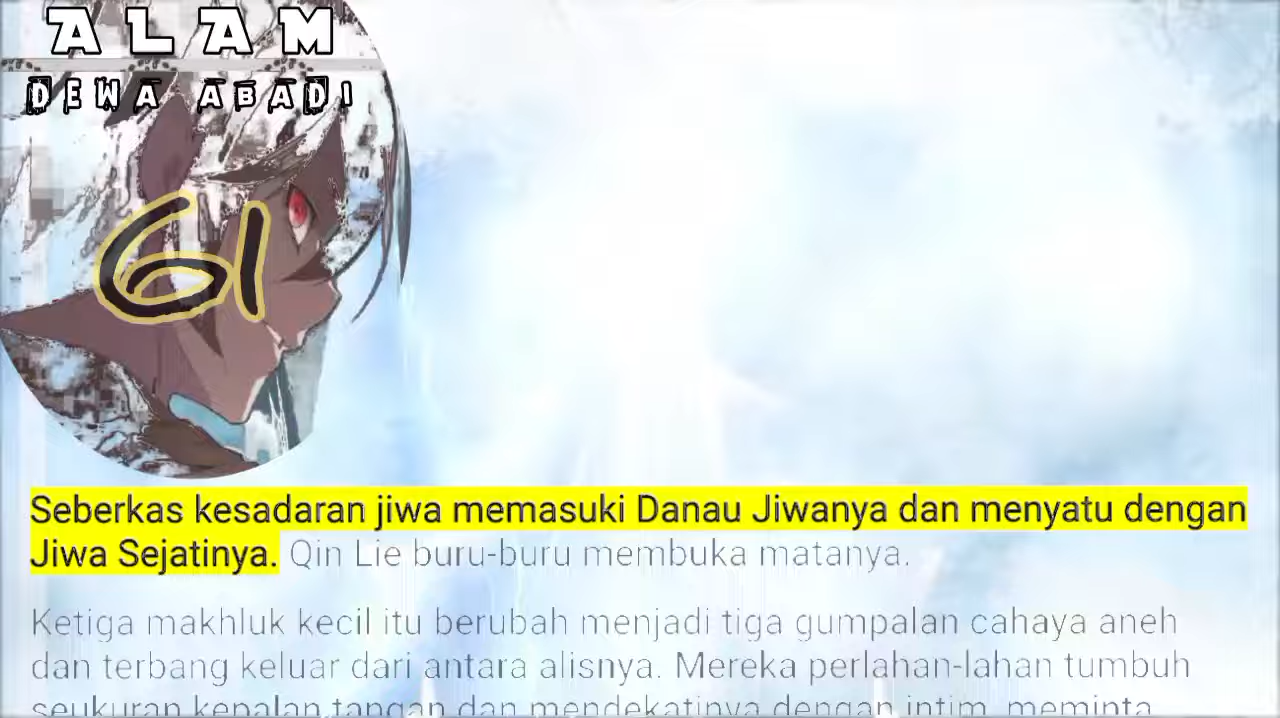 ALAM
DEWA ABADI
61
Seberkas kesadaran jiwa memasuki Danau Jiwanya dan menyatu dengan
Jiwa Sejatinya. Qin Lie buru-buru membuka matanya.
Ketiga makhluk kecil itu berubah menjadi tiga gumpalan cahaya aneh
dan terbang keluar dari antara alisnya. Mereka perlahan-lahan tumbuh
seukuran kepalan tangan dan mendekatinya dengan intim, meminta